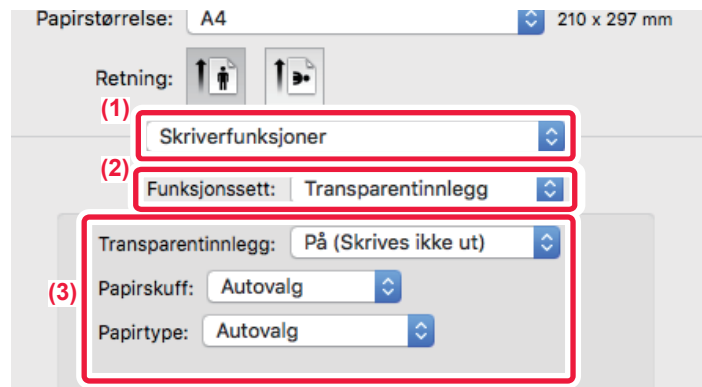 Papirstørrelse: A4 210 x 297 mm
Retning:
(1)
Skriverfunksjoner
(2)
Funksjonssett: Transparentinnlegg
Transparentinnlegg: På (Skrives ikke ut)
(3) Papirskuff: Autovalg
Papirtype: Autovalg